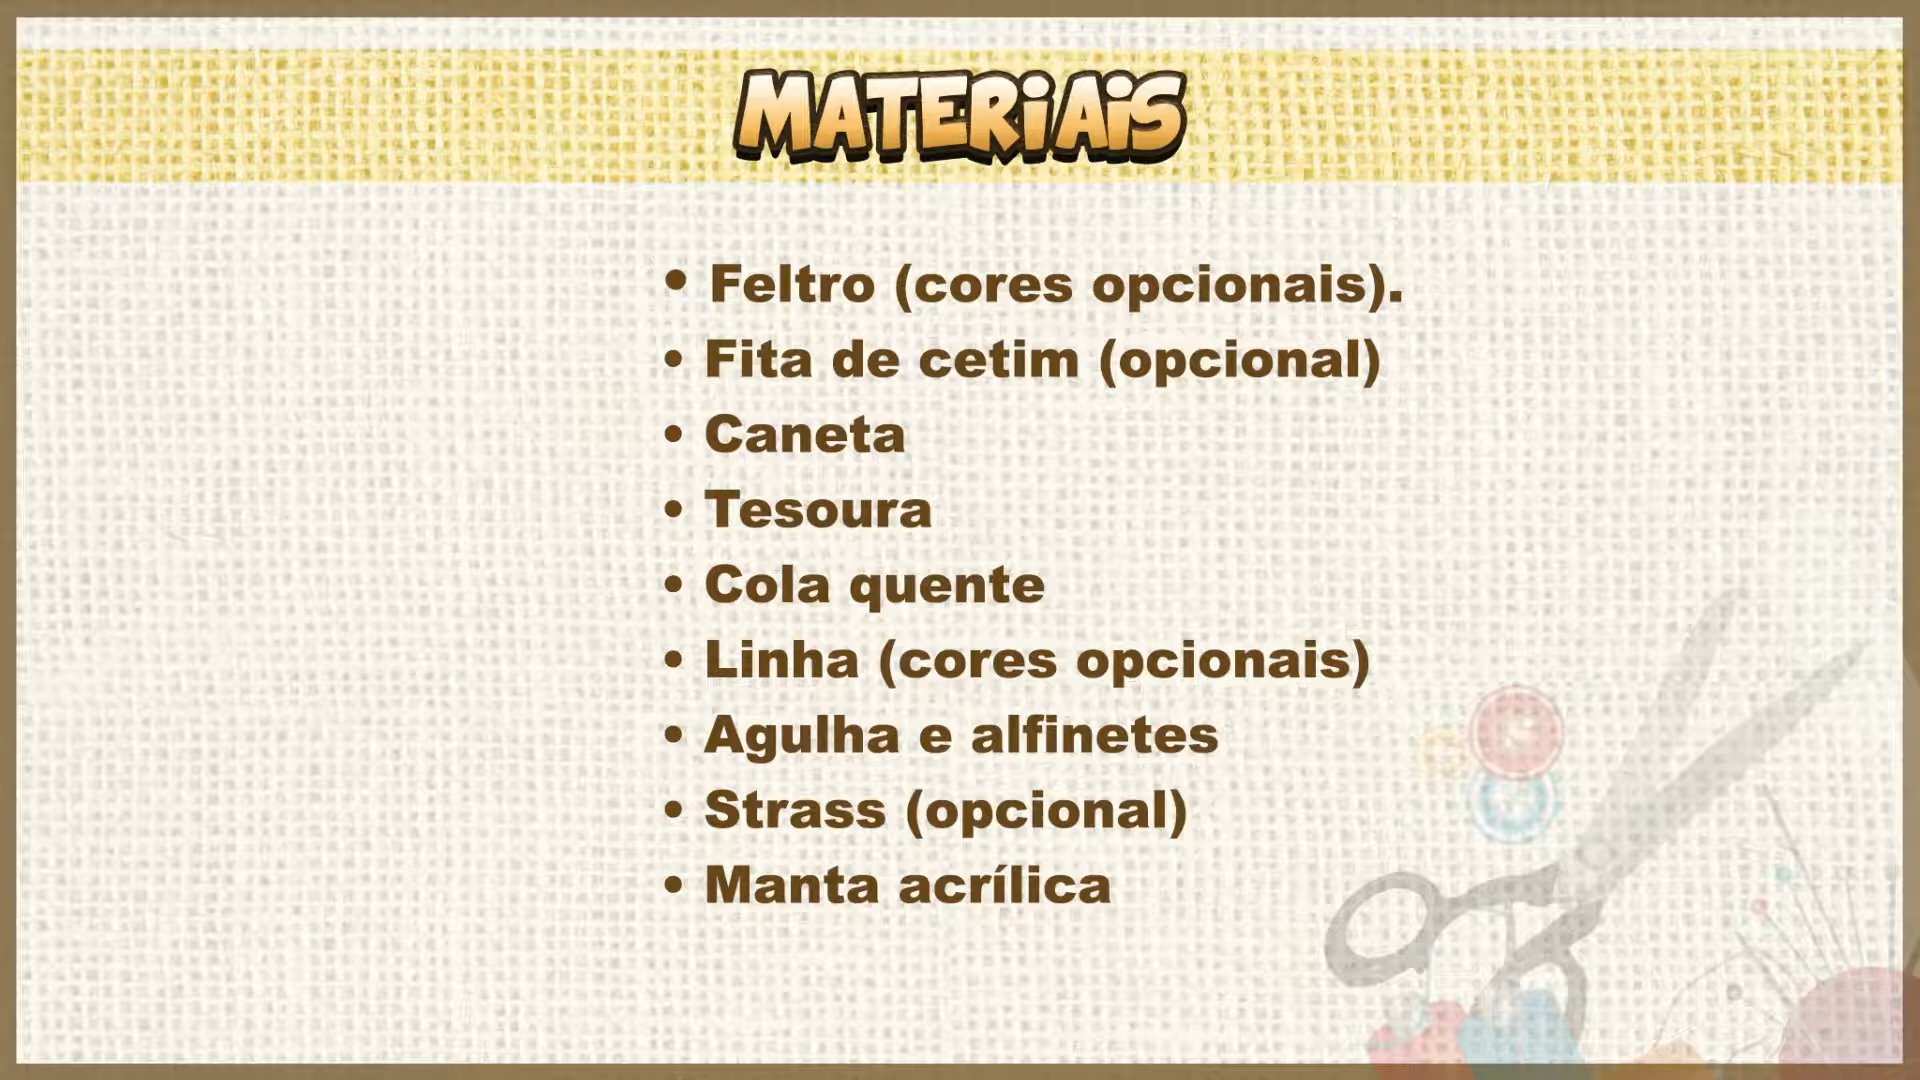 MATERiAiS
• Feltro (cores opcionais).
• Fita de cetim (opcional)
• Caneta
• Tesoura
• Cola quente
• Linha (cores opcionais)
• Agulha e alfinetes
• Strass (opcional)
• Manta acrílica